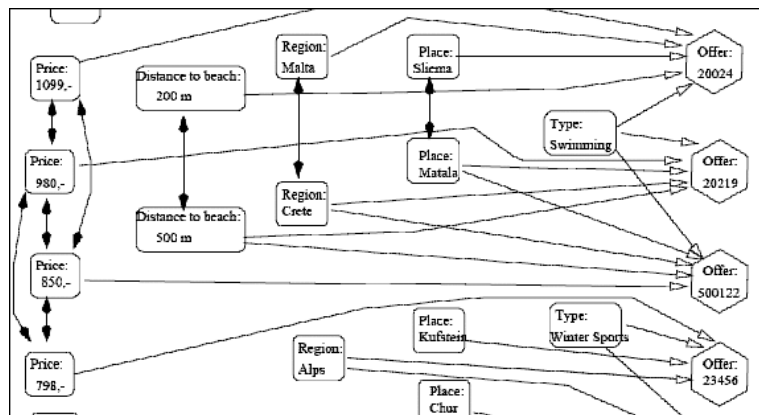 Price:
1099,-
Distance to beach:
200 m
Region:
Malta
Place:
Sliema
Offer:
20024
Type:
Swimming
Price:
980,-
Place:
Matala
Offer:
20219
Region:
Crete
Distance to beach:
500 m
Price:
850,-
Offer:
500122
Place:
Kufstein
Type:
Winter Sports
Region:
Alps
Offer:
23456
Price:
798,-
Place:
Chur